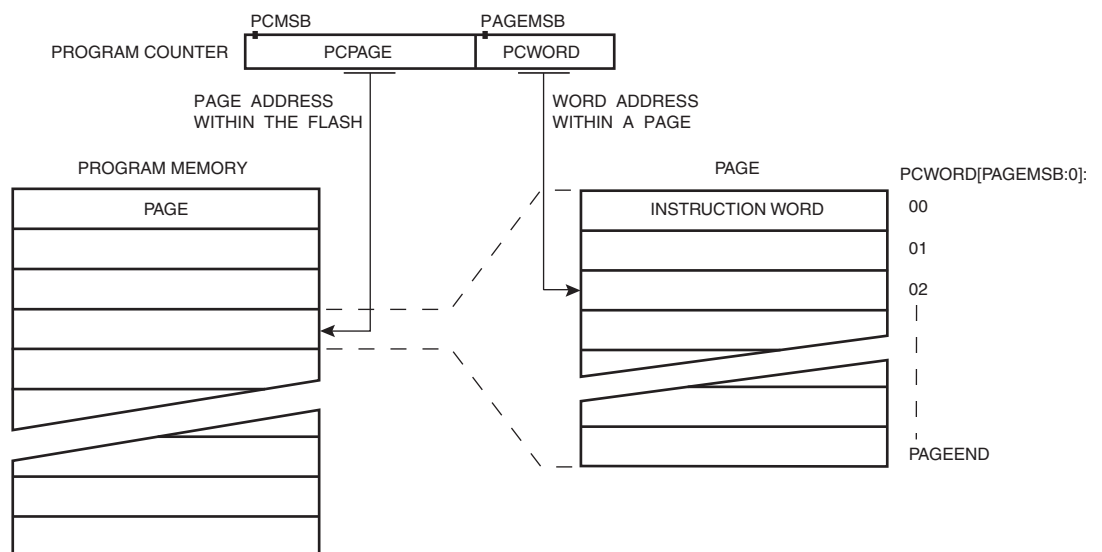 PCMSB
PAGEMSB
PROGRAM COUNTER
PCPAGE
PCWORD
PAGE ADDRESS
WITHIN THE FLASH
WORD ADDRESS
WITHIN A PAGE
PROGRAM MEMORY
PAGE
PCWORD[PAGEMSB:0]:
PAGE
INSTRUCTION WORD
00
01
02
PAGEEND